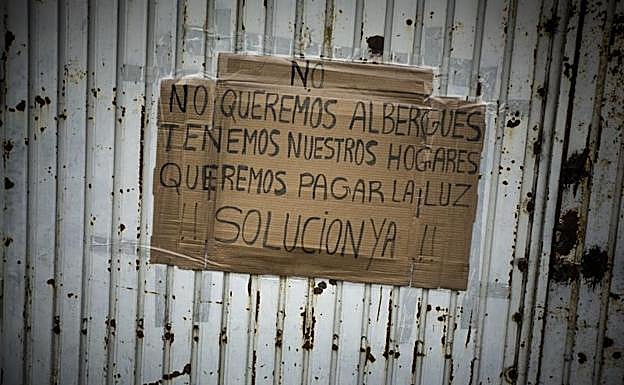 NO
NO QUEREMOS ALBERGUES
TENEMOS NUESTROS HOGARES
QUEREMOS PAGAR LA LUZ
!! SOLUCION YA !!